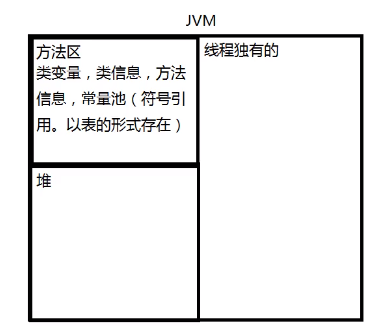 JVM
方法区
类变量，类信息，方法
信息，常量池（符号引
用。以表的形式存在）
线程独有的
堆